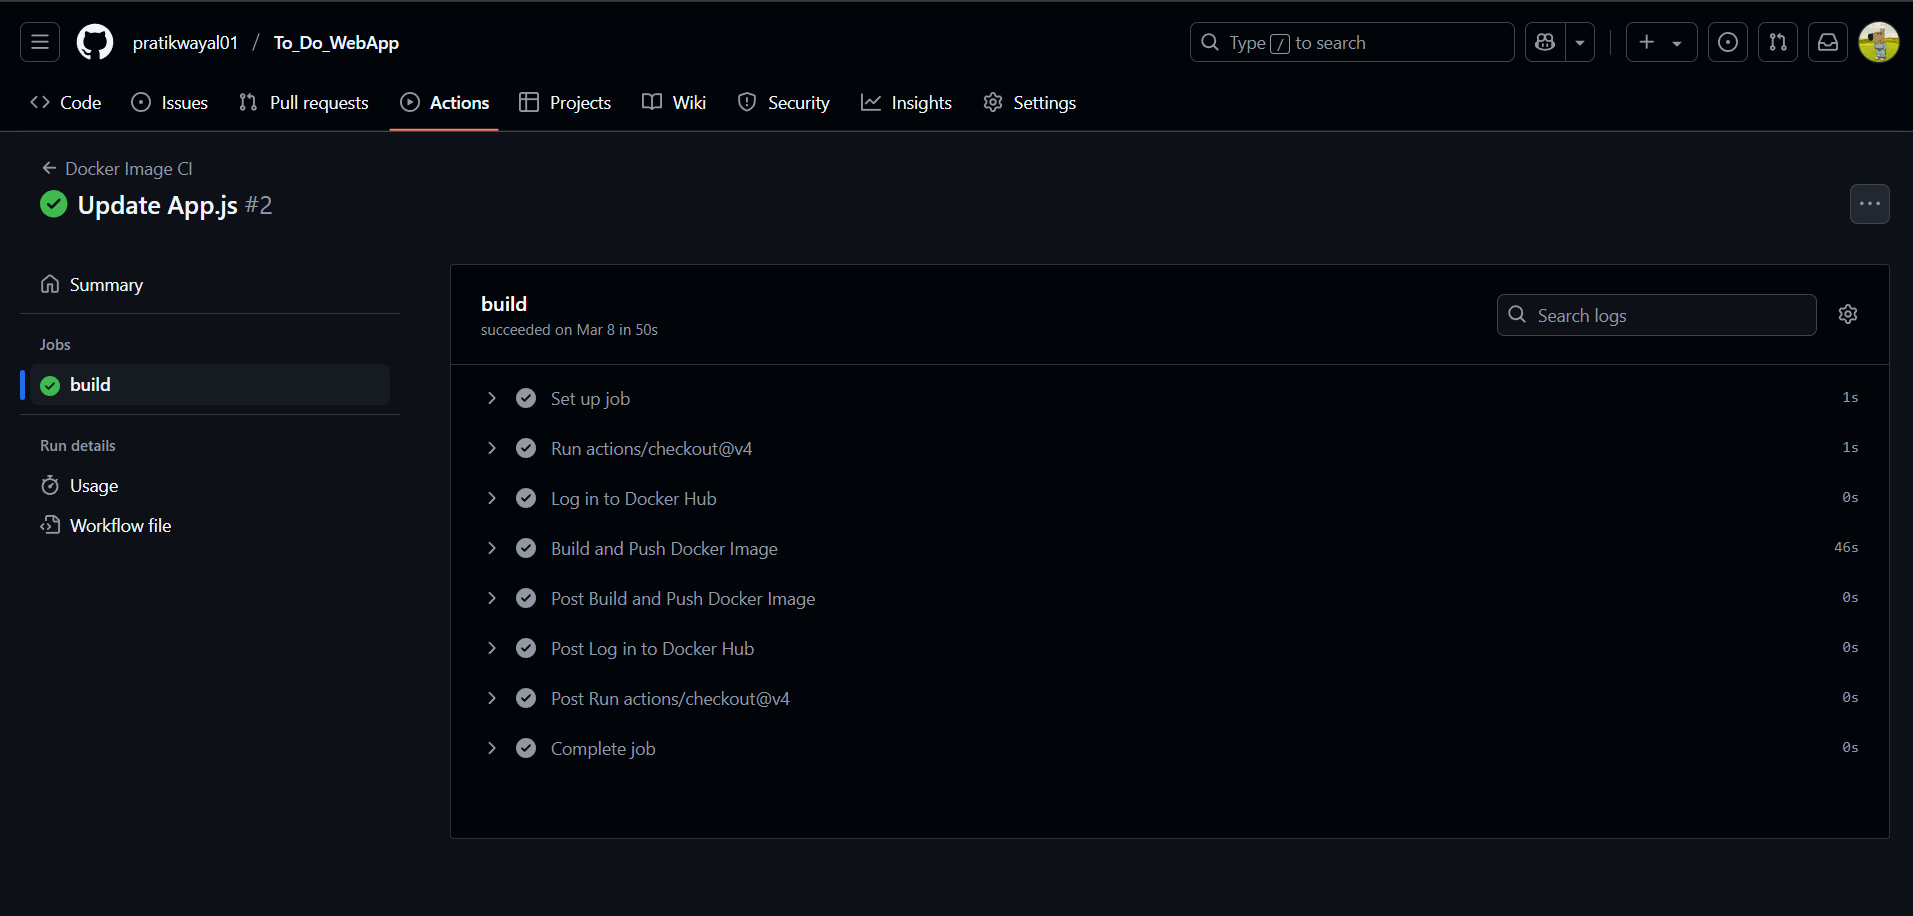 pratikwayal01 / To_Do_WebApp
Type / to search
Code Issues Pull requests Actions Projects Wiki Security Insights Settings
Docker Image CI
Update App.js #2
Summary
Jobs
build
Run details
Usage
Workflow file
build
succeeded on Mar 8 in 50s
Search logs
Set up job 1s
Run actions/checkout@v4 1s
Log in to Docker Hub 0s
Build and Push Docker Image 46s
Post Build and Push Docker Image 0s
Post Log in to Docker Hub 0s
Post Run actions/checkout@v4 0s
Complete job 0s